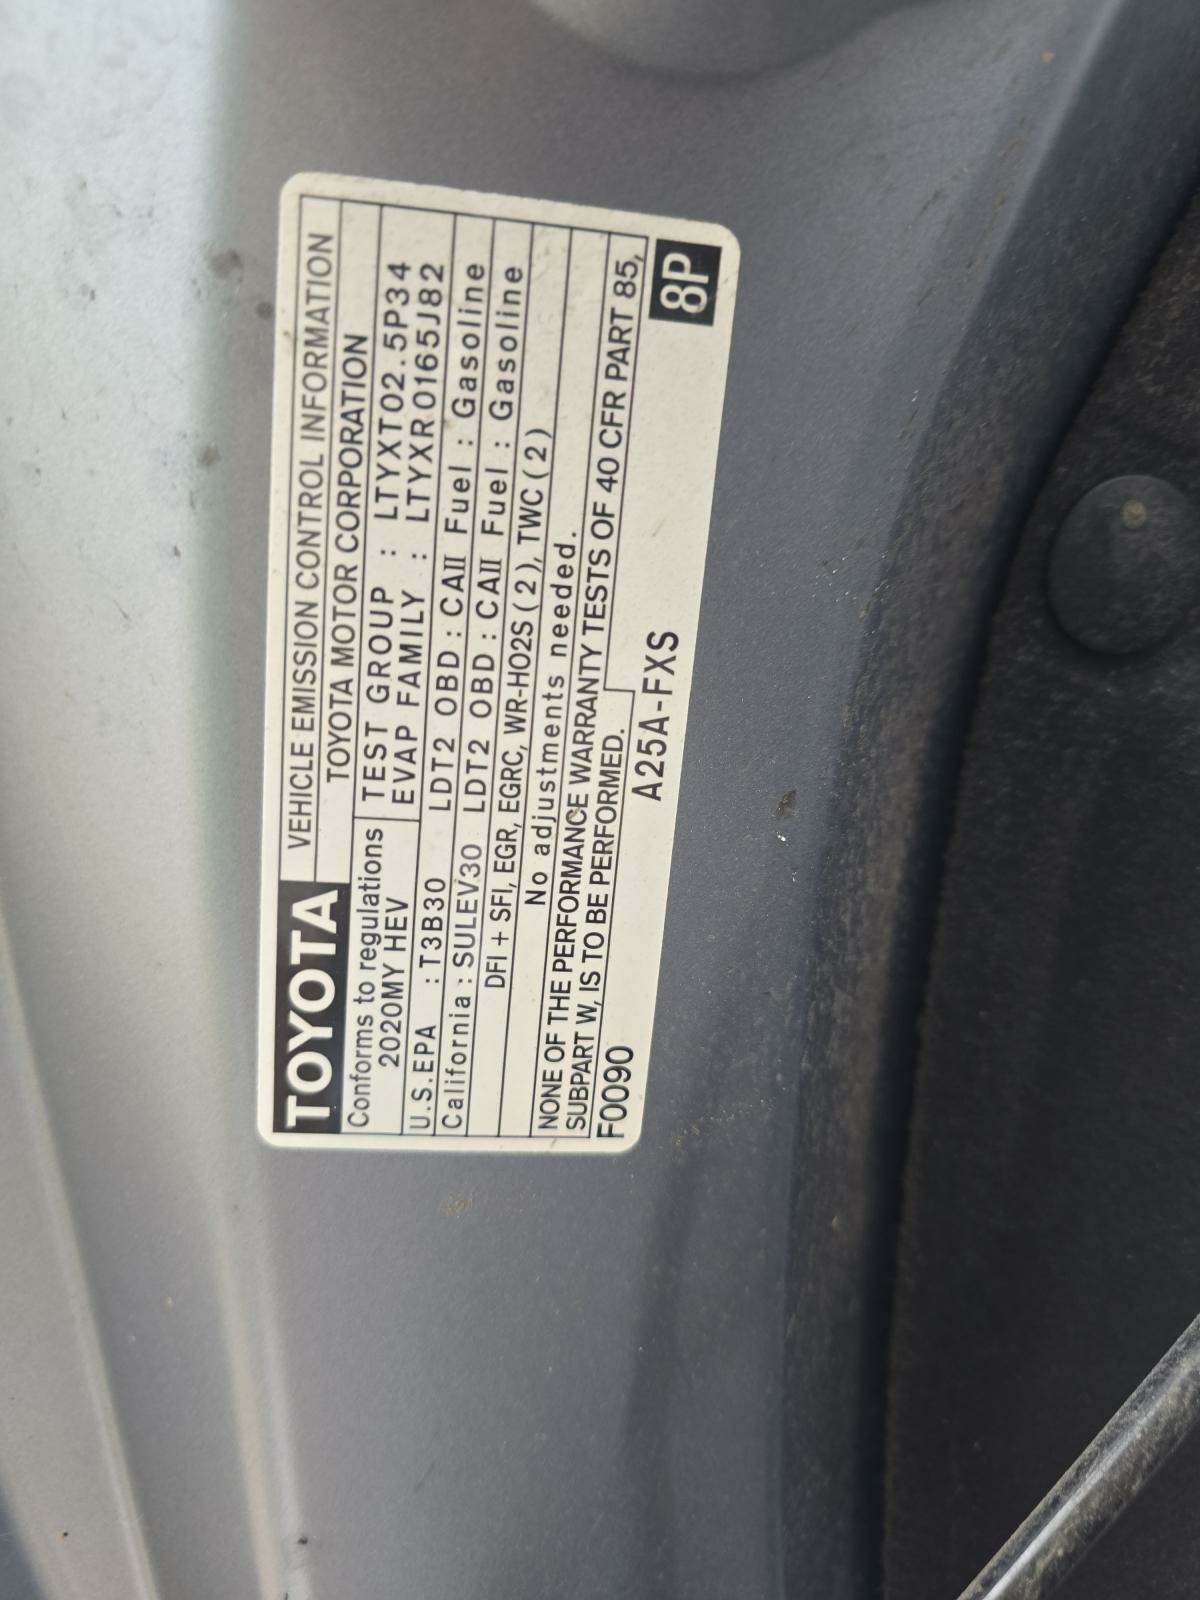 TOYOTA VEHICLE EMISSION CONTROL INFORMATION
TOYOTA MOTOR CORPORATION
Conforms to regulations TEST GROUP : LTYXT02.5P34
2020MY HEV EVAP FAMILY : LTYXR0165J82
U.S.EPA : T3B30 LDT2 OBD : CAII Fuel : Gasoline
California : SULEV30 LDT2 OBD : CAII Fuel : Gasoline
DFI + SFI, EGR, EGRC, WR-HO2S ( 2 ), TWC ( 2 )
No adjustments needed.
NONE OF THE PERFORMANCE WARRANTY TESTS OF 40 CFR PART 85,
SUBPART W, IS TO BE PERFORMED.
F0090 A25A-FXS 8P